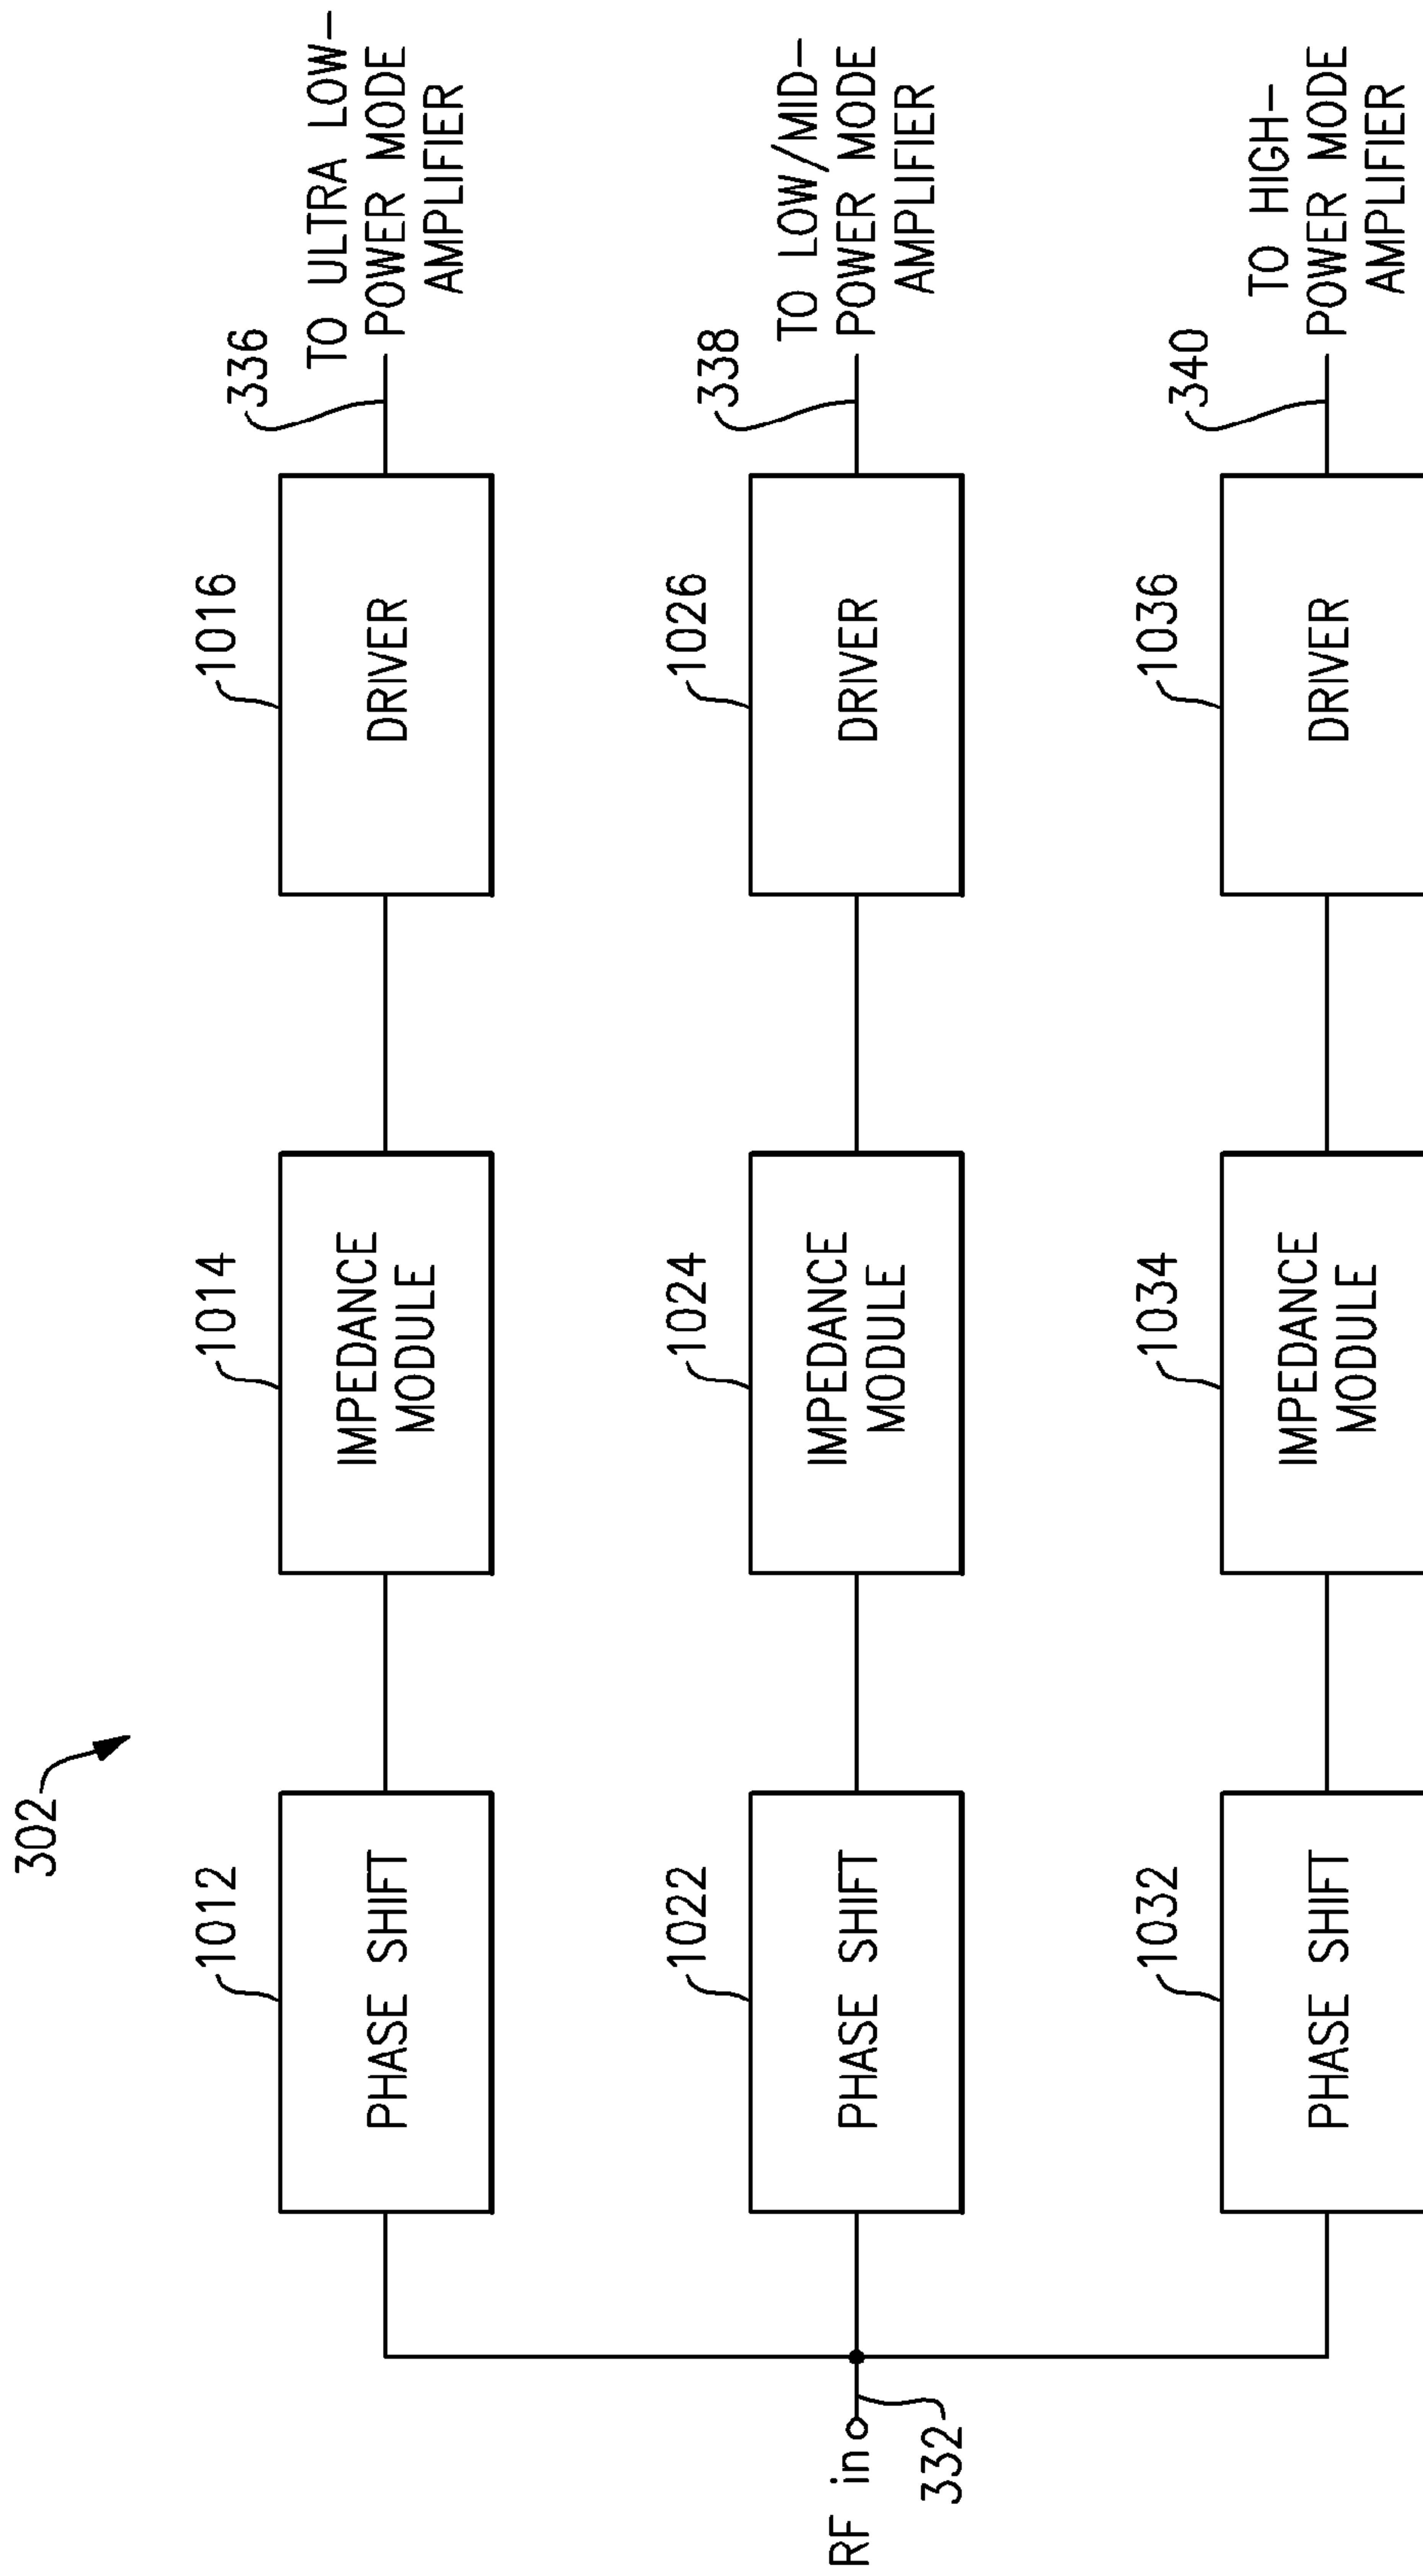 302
1012
PHASE SHIFT
1014
IMPEDANCE
MODULE
1016
DRIVER
336
TO ULTRA LOW-
POWER MODE
AMPLIFIER
RF in
332
1022
PHASE SHIFT
1024
IMPEDANCE
MODULE
1026
DRIVER
338
TO LOW/MID-
POWER MODE
AMPLIFIER
1032
PHASE SHIFT
1034
IMPEDANCE
MODULE
1036
DRIVER
340
TO HIGH-
POWER MODE
AMPLIFIER